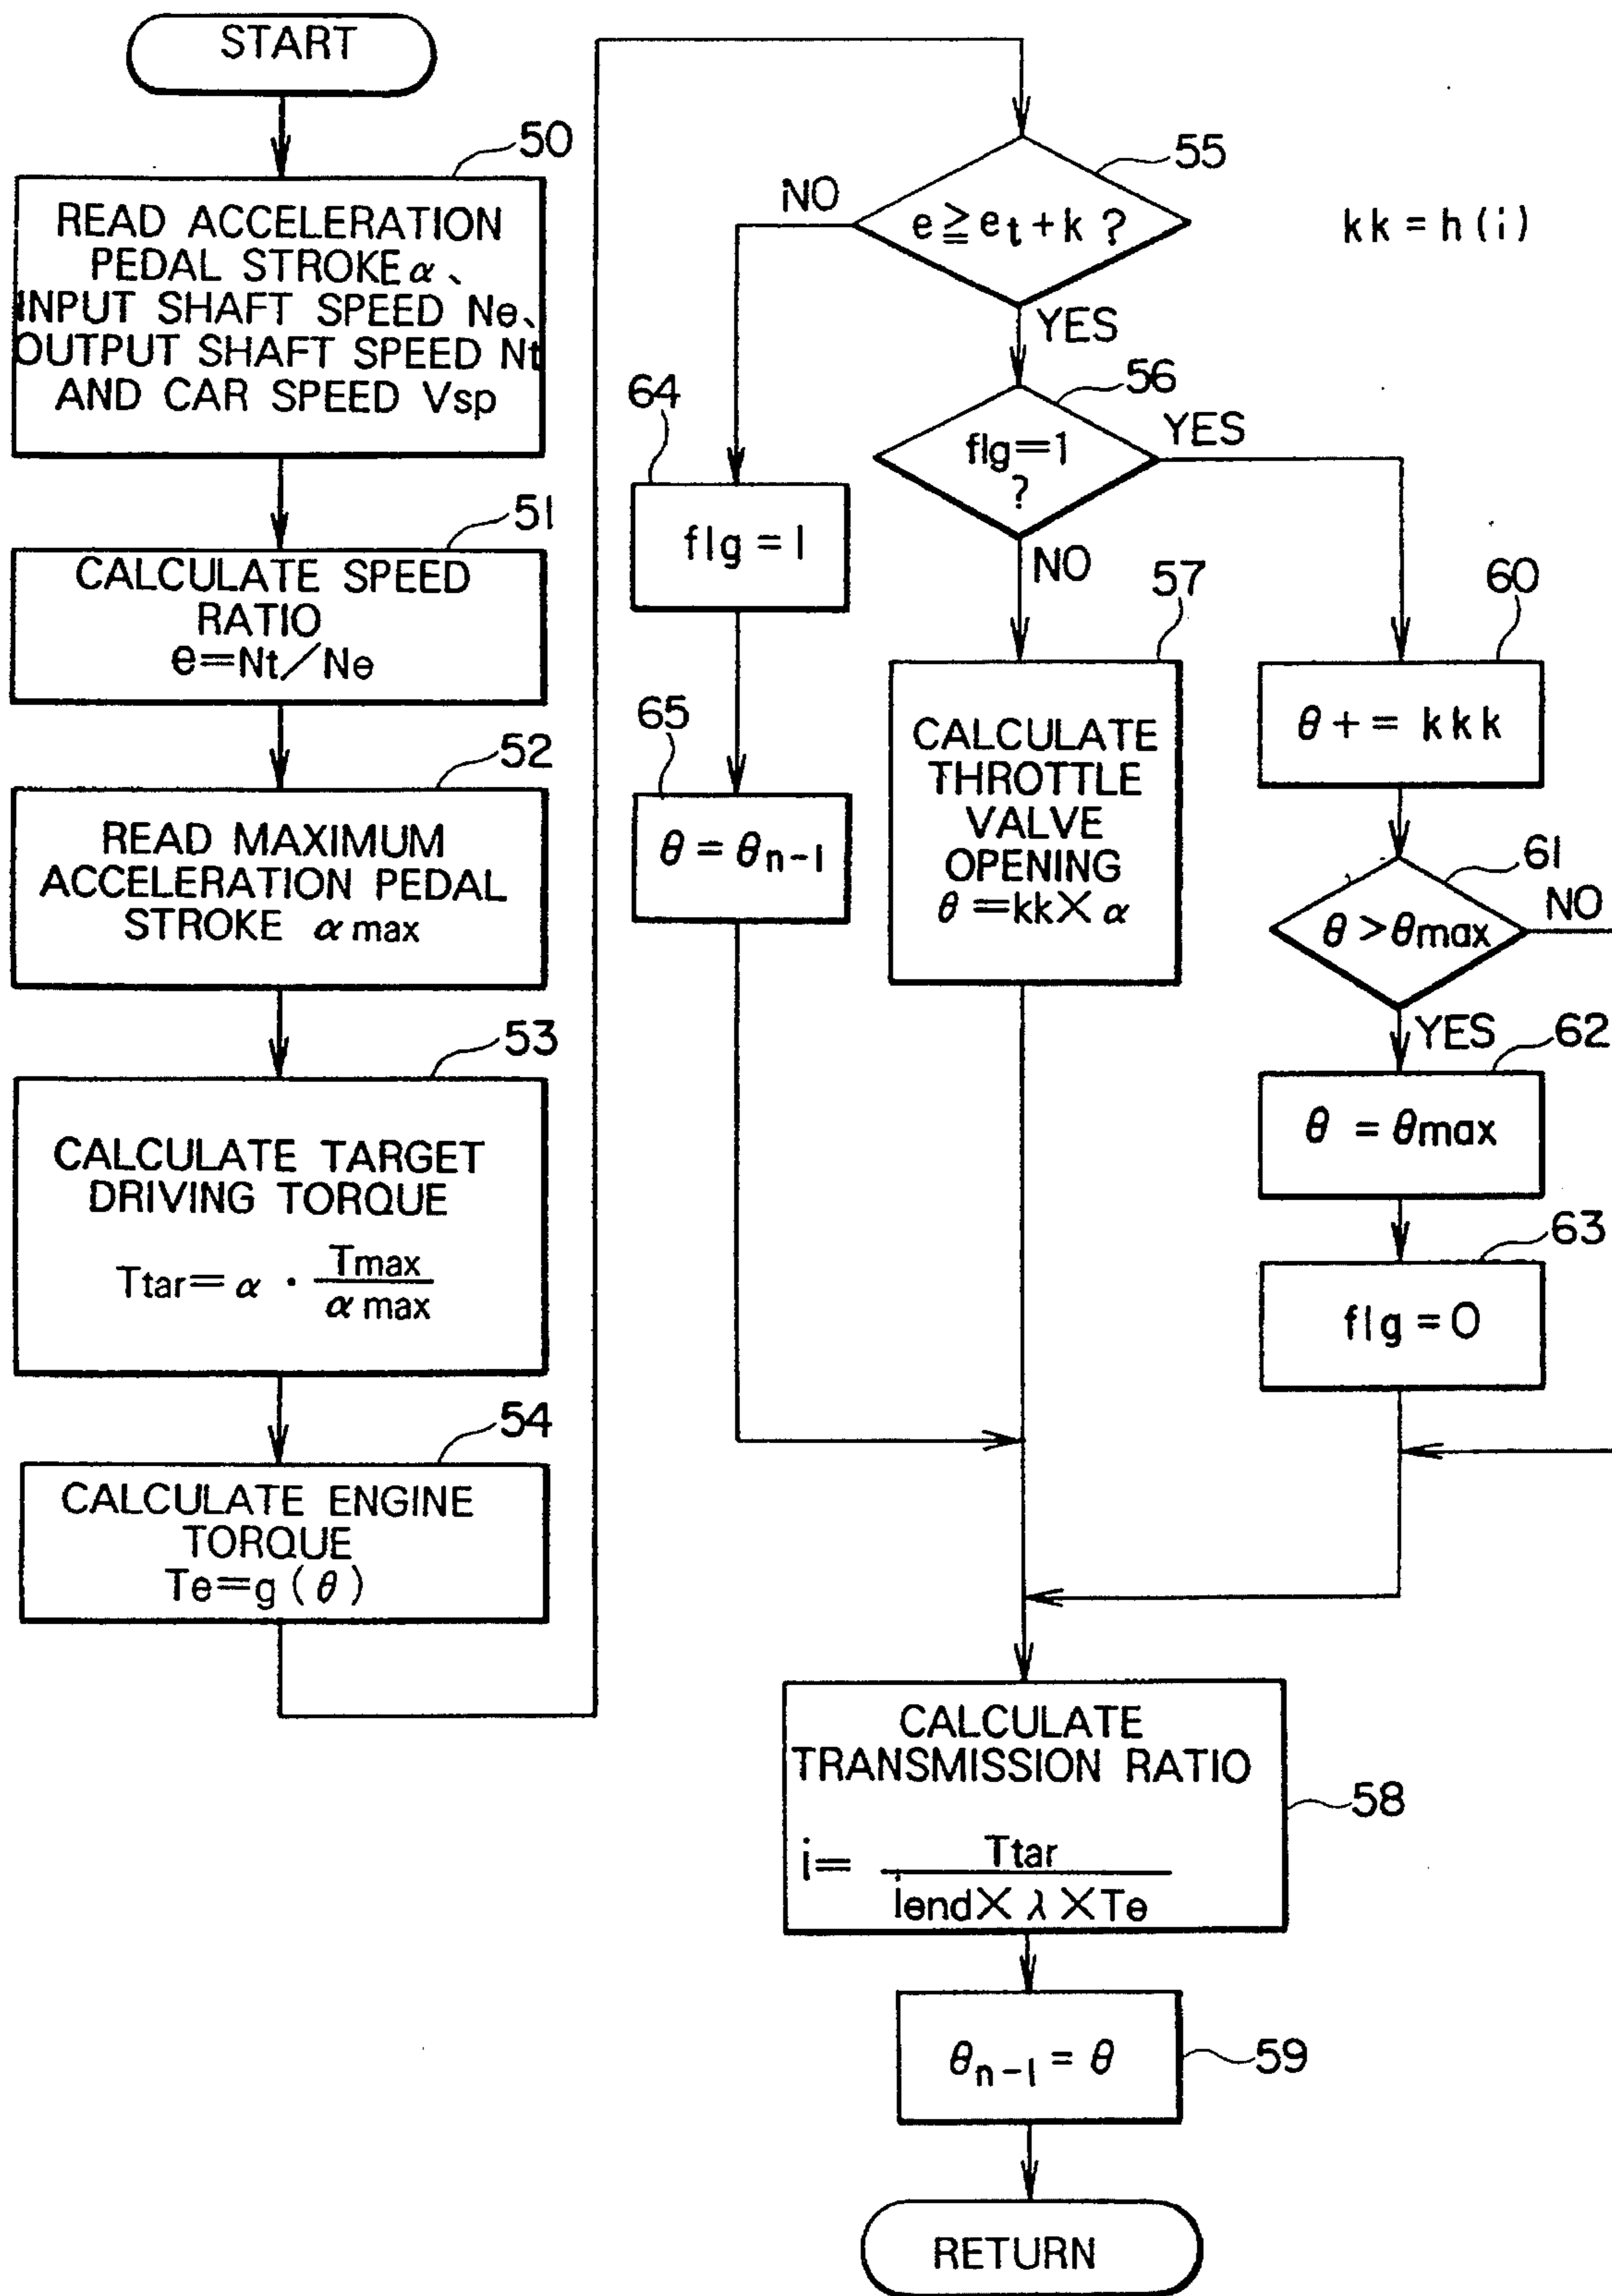 START
50
READ ACCELERATION
PEDAL STROKE α、
INPUT SHAFT SPEED Ne、
OUTPUT SHAFT SPEED Nt
AND CAR SPEED Vsp
51
CALCULATE SPEED
RATIO
e=Nt/Ne
52
READ MAXIMUM
ACCELERATION PEDAL
STROKE α max
53
CALCULATE TARGET
DRIVING TORQUE
Ttar= α · Tmax / α max
54
CALCULATE ENGINE
TORQUE
Te=g(θ)
55
e ≧ et + k ?
NO
YES
kk = h(i)
56
flg=1
?
YES
NO
64
flg = 1
65
θ = θn-1
57
CALCULATE
THROTTLE
VALVE
OPENING
θ = kk× α
60
θ += kkk
61
θ > θmax
NO
YES
62
θ = θmax
63
flg = 0
58
CALCULATE
TRANSMISSION RATIO
i= Ttar / iend× λ ×Te
59
θn-1 = θ
RETURN